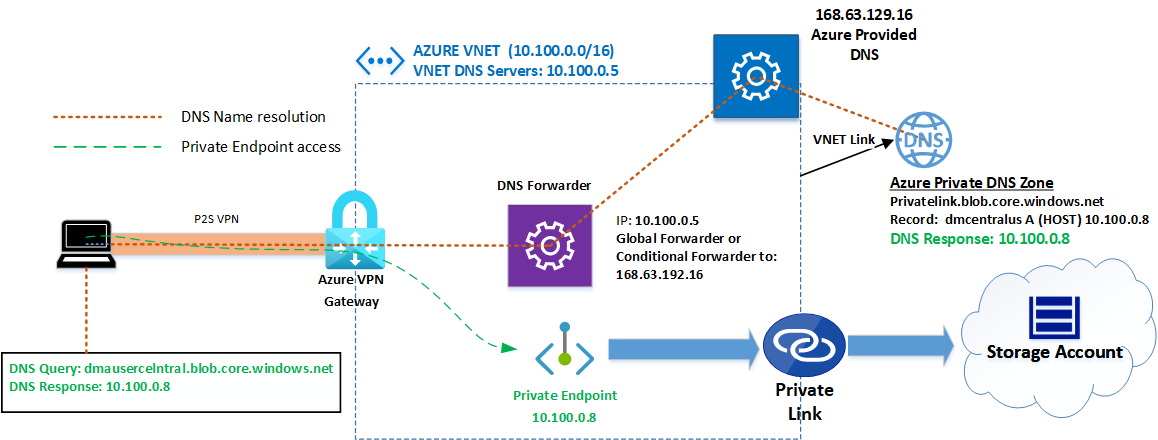 168.63.129.16
Azure Provided
DNS
AZURE VNET (10.100.0.0/16)
VNET DNS Servers: 10.100.0.5
DNS Name resolution
Private Endpoint access
VNET Link
DNS
Azure Private DNS Zone
Privatelink.blob.core.windows.net
Record: dmcentralus A (HOST) 10.100.0.8
DNS Response: 10.100.0.8
DNS Forwarder
P2S VPN
IP: 10.100.0.5
Global Forwarder or
Conditional Forwarder to:
168.63.192.16
Azure VPN
Gateway
Storage Account
DNS Query: dmausercelntral.blob.core.windows.net
DNS Response: 10.100.0.8
Private Endpoint
10.100.0.8
Private
Link